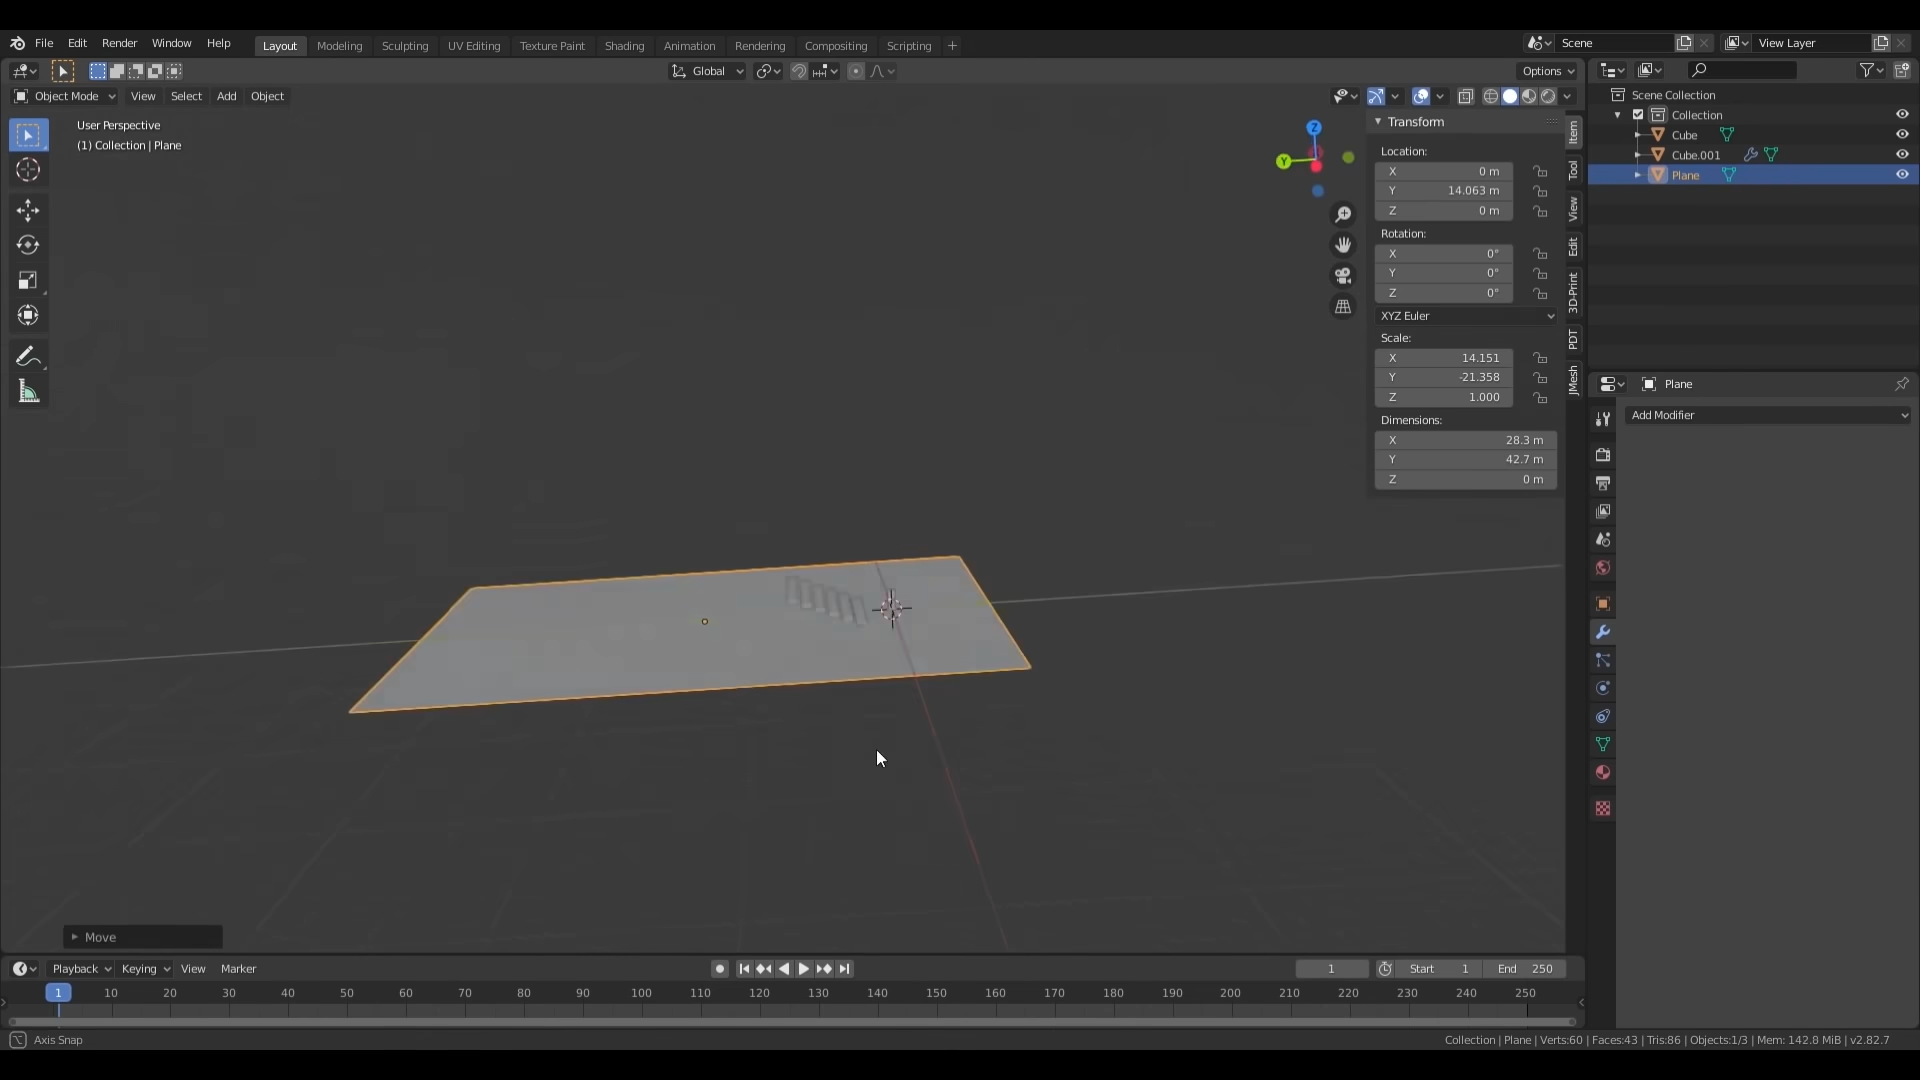 File Edit Render Window Help Layout Modeling Sculpting UV Editing Texture Paint Shading Animation Rendering Compositing Scripting + Scene View Layer
Global Options
Object Mode View Select Add Object
User Perspective
(1) Collection | Plane
Z
Y
Transform
Location:
X 0 m
Y 14.063 m
Z 0 m
Rotation:
X 0°
Y 0°
Z 0°
XYZ Euler
Scale:
X 14.151
Y -21.358
Z 1.000
Dimensions:
X 28.3 m
Y 42.7 m
Z 0 m
Item
Tool
View
Edit
3D-Print
PDT
JMesh
Scene Collection
Collection
Cube
Cube.001
Plane
Plane
Add Modifier
Move
Playback Keying View Marker 1 Start 1 End 250
1 10 20 30 40 50 60 70 80 90 100 110 120 130 140 150 160 170 180 190 200 210 220 230 240 250
Axis Snap
Collection | Plane | Verts:60 | Faces:43 | Tris:86 | Objects:1/3 | Mem: 142.8 MiB | v2.82.7